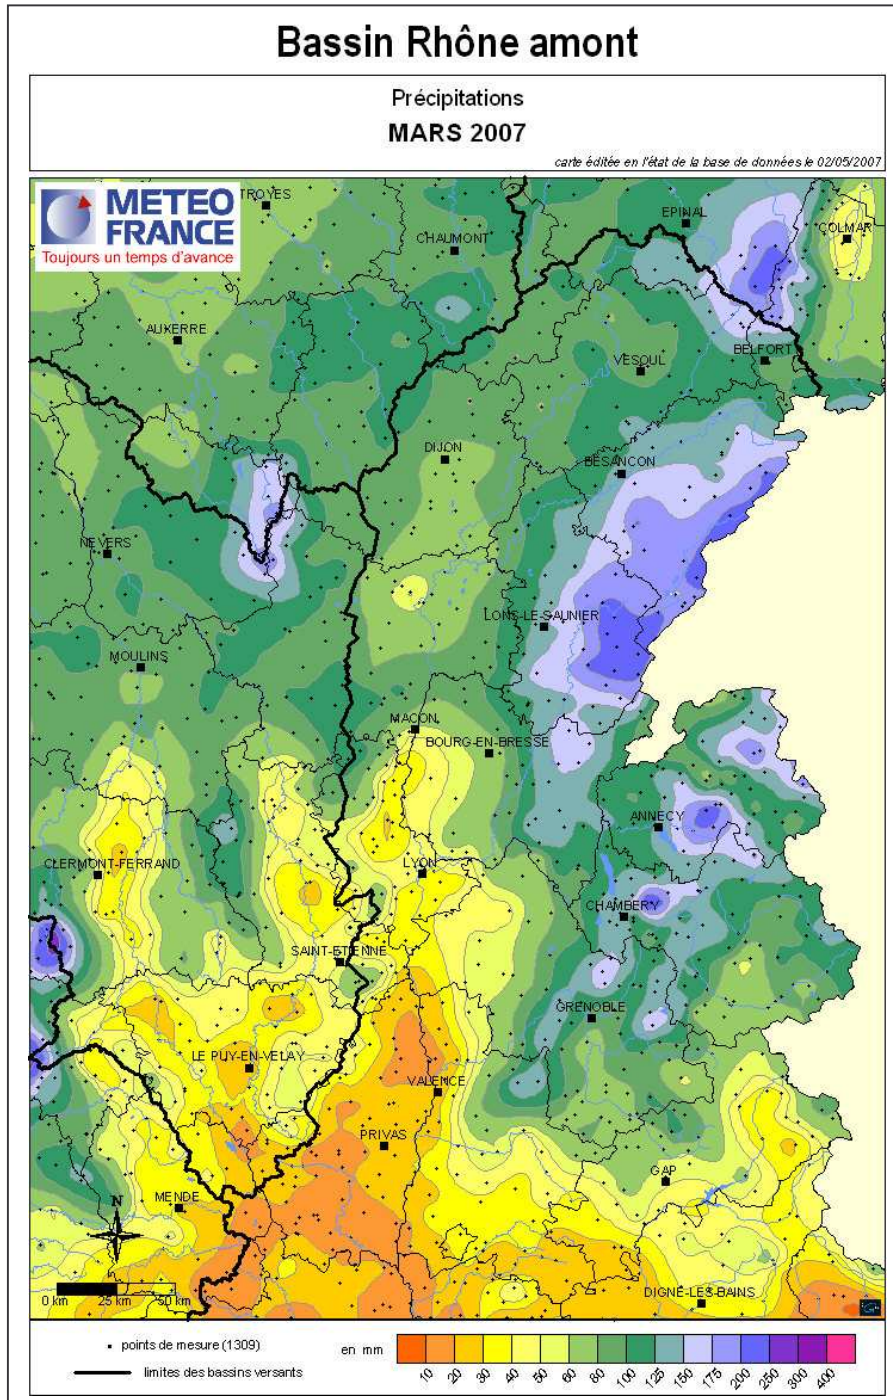 Bassin Rhône amont
Précipitations
MARS 2007
carte éditée en l'état de la base de données le 02/05/2007
METEO
FRANCE
Toujours un temps d'avance
TROYES
CHAUMONT
EPINAL
COLMAR
AUXERRE
VESOUL
BELFORT
DIJON
BESANCON
NEVERS
LONS-LE-SAUNIER
MOULINS
MACON
BOURG-EN-BRESSE
ANNECY
CLERMONT-FERRAND
LYON
CHAMBERY
SAINT-ETIENNE
GRENOBLE
LE PUY-EN-VELAY
VALENCE
PRIVAS
GAP
MENDE
N
DIGNE-LES-BAINS
0 km 25 km 50 km
points de mesure (1309)
limites des bassins versants
en mm
10 20 30 40 50 60 80 100 125 150 175 200 250 300 400